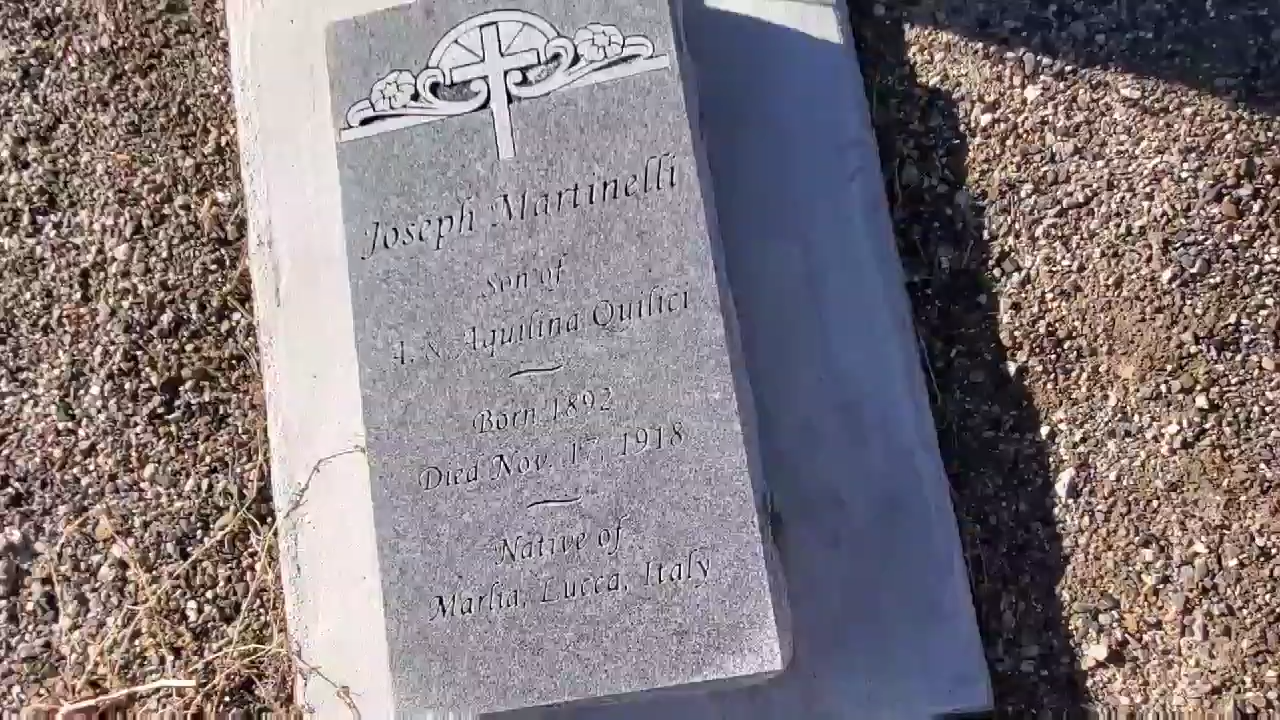 Joseph Martinelli
Son of
A. & Aquilina Quilici
Born 1892
Died Nov. 17, 1918
Native of
Marlia, Lucca, Italy